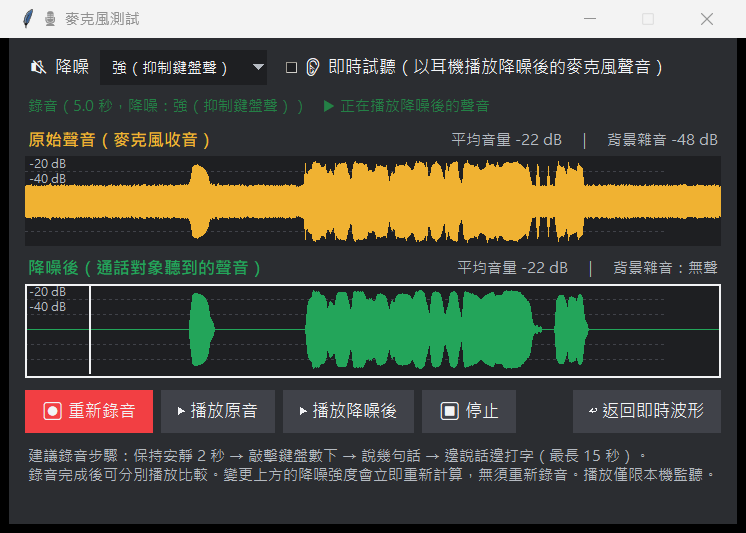 麥克風測試
降噪 強（抑制鍵盤聲） 即時試聽（以耳機播放降噪後的麥克風聲音）
錄音（5.0 秒，降噪：強（抑制鍵盤聲）） ▶ 正在播放降噪後的聲音
原始聲音（麥克風收音） 平均音量 -22 dB | 背景雜音 -48 dB
-20 dB
-40 dB
降噪後（通話對象聽到的聲音） 平均音量 -22 dB | 背景雜音：無聲
-20 dB
-40 dB
重新錄音 播放原音 播放降噪後 停止 返回即時波形
建議錄音步驟：保持安靜 2 秒 → 敲擊鍵盤數下 → 說幾句話 → 邊說話邊打字（最長 15 秒）。
錄音完成後可分別播放比較。變更上方的降噪強度會立即重新計算，無須重新錄音。播放僅限本機監聽。